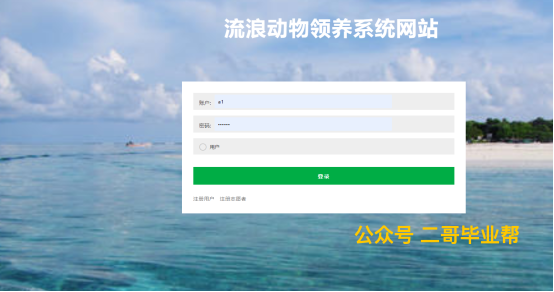 流浪动物领养系统网站
账户: a1
密码: ••••••
用户
登录
注册用户 注册志愿者
公众号 二哥毕业帮